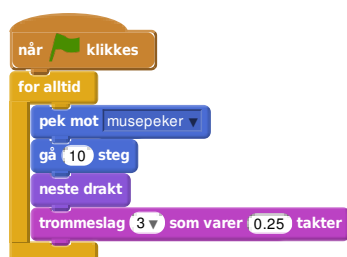 når klikkes
for alltid
pek mot musepeker
gå 10 steg
neste drakt
trommeslag 3 som varer 0.25 takter